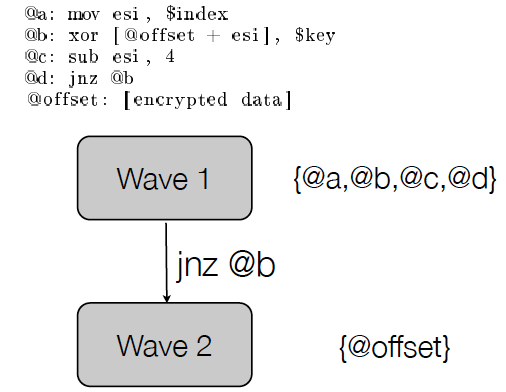 @a: mov esi, $index
@b: xor [@offset + esi], $key
@c: sub esi, 4
@d: jnz @b
@offset: [encrypted data]
Wave 1 {@a,@b,@c,@d}
jnz @b
Wave 2 {@offset}